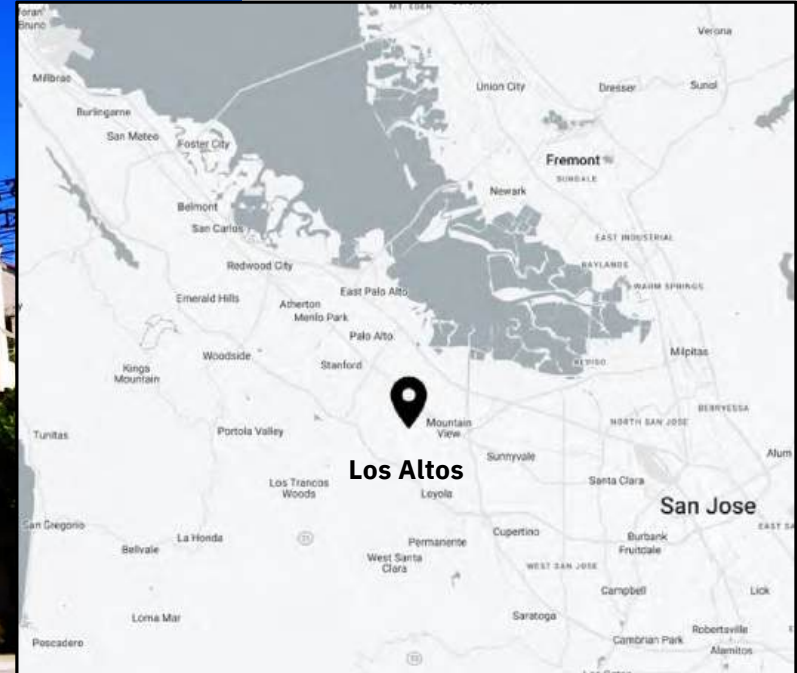 MT. EDEN
Bruno
Verona
Millbrae
Union City
Dresser
Sunol
Burlingame
San Mateo
Foster City
Fremont
SUNDALE
Newark
Belmont
San Carlos
EAST INDUSTRIAL
BAYLANDS
Redwood City
WARM SPRINGS
East Palo Alto
Emerald Hills
Atherton
Menlo Park
Palo Alto
Woodside
Stanford
Milpitas
Kings
Mountain
BERRYESSA
Mountain
View
NORTH SAN JOSE
Tunitas
Portola Valley
Sunnyvale
Alum
Los Altos
Los Trancos
Woods
Loyola
Santa Clara
San Jose
San Gregorio
La Honda
Cupertino
Burbank
Fruitdale
Bellvale
Permanente
West Santa
Clara
WEST SAN JOSE
Campbell
Lick
Loma Mar
Saratoga
Robertsville
Cambrian Park
Alamitos
Pescadero